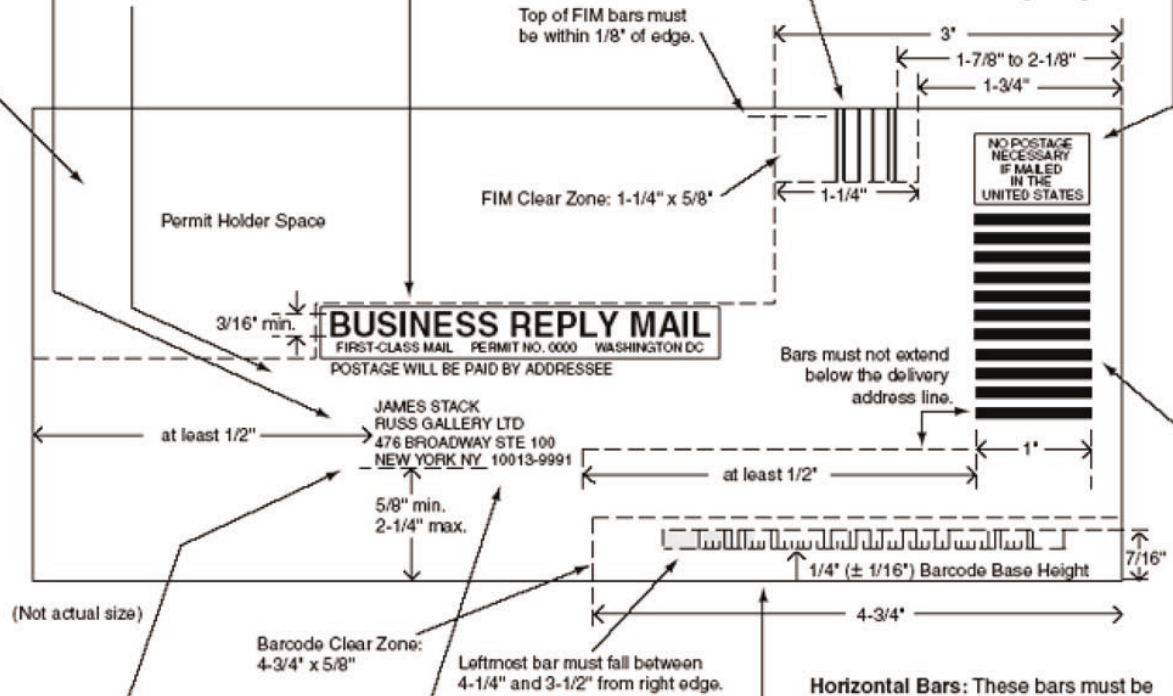 Top of FIM bars must
be within 1/8" of edge.
3"
1-7/8" to 2-1/8"
1-3/4"
NO POSTAGE
NECESSARY
IF MAILED
IN THE
UNITED STATES
FIM Clear Zone: 1-1/4" x 5/8"
1-1/4"
Permit Holder Space
3/16" min.
BUSINESS REPLY MAIL
FIRST-CLASS MAIL PERMIT NO. 0000 WASHINGTON DC
POSTAGE WILL BE PAID BY ADDRESSEE
Bars must not extend
below the delivery
address line.
JAMES STACK
RUSS GALLERY LTD
476 BROADWAY STE 100
NEW YORK NY 10013-9991
at least 1/2"
1"
at least 1/2"
5/8" min.
2-1/4" max.
7/16"
1/4" (± 1/16") Barcode Base Height
(Not actual size)
4-3/4"
Barcode Clear Zone:
4-3/4" x 5/8"
Leftmost bar must fall between
4-1/4" and 3-1/2" from right edge.
Horizontal Bars: These bars must be